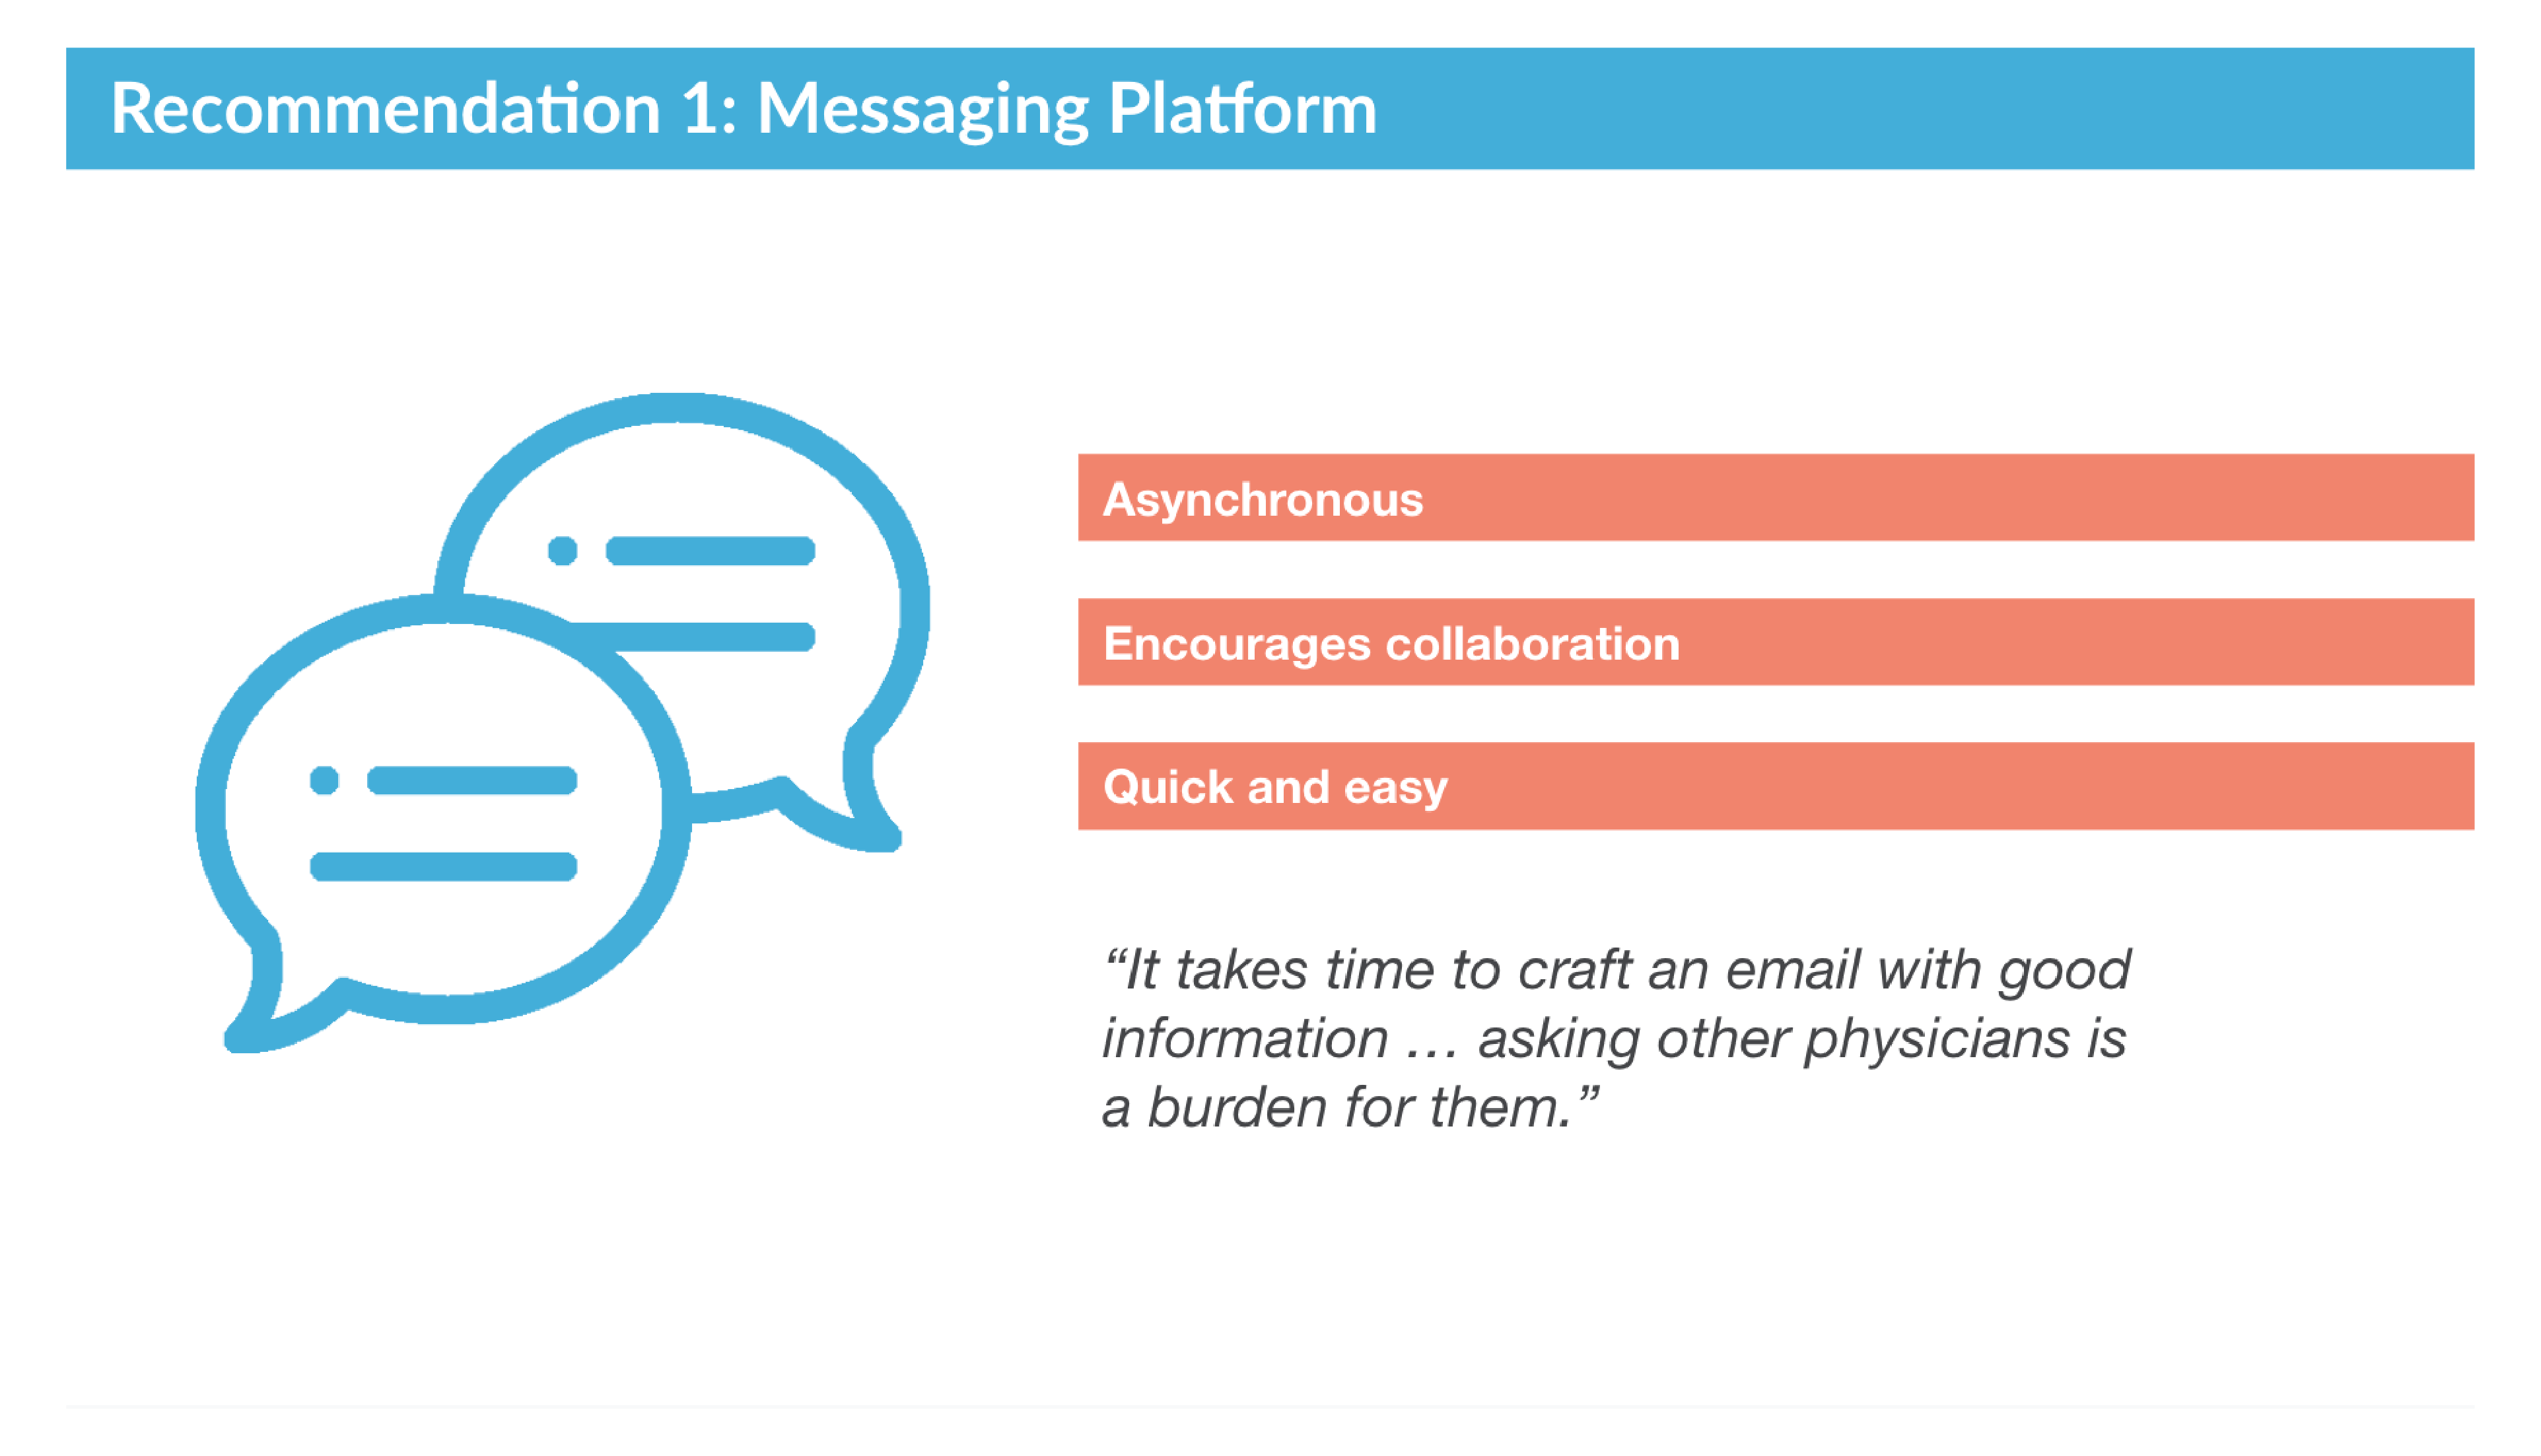 Recommendation 1: Messaging Platform
Asynchronous
Encourages collaboration
Quick and easy
“It takes time to craft an email with good
information … asking other physicians is
a burden for them.”